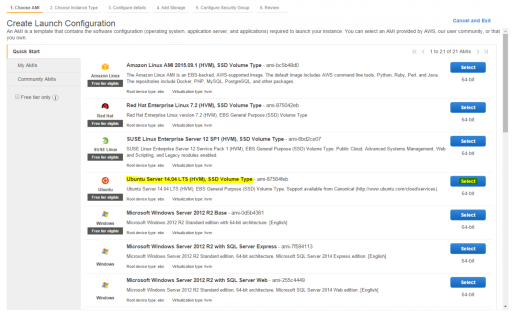 1. Choose AMI 2. Choose Instance Type 3. Configure details 4. Add Storage 5. Configure Security Group 6. Review
Create Launch Configuration
Cancel and Exit
An AMI is a template that contains the software configuration (operating system, application server, and applications) required to launch your instance. You can select an AMI provided by AWS, our user community, or that
you own.
Quick Start
1 to 21 of 21 AMIs
My AMIs
Community AMIs
Free tier only
Amazon Linux
Free tier eligible
Amazon Linux AMI 2015.09.1 (HVM), SSD Volume Type -
The Amazon Linux AMI is an EBS-backed, AWS-supported image. The default image includes AWS command line tools, Python, Ruby, Perl, and Java.
The repositories include Docker, PHP, MySQL, PostgreSQL, and other packages.
Root device type: ebs Virtualization type: hvm
Select
64-bit
Red Hat
Free tier eligible
Red Hat Enterprise Linux 7.2 (HVM), SSD Volume Type -
Red Hat Enterprise Linux version 7.2 (HVM), EBS General Purpose (SSD) Volume Type
Root device type: ebs Virtualization type: hvm
Select
64-bit
SUSE Linux
Free tier eligible
SUSE Linux Enterprise Server 12 SP1 (HVM), SSD Volume Type -
SUSE Linux Enterprise Server 12 Service Pack 1 (HVM), EBS General Purpose (SSD) Volume Type. Public Cloud, Advanced Systems Management, Web
and Scripting, and Legacy modules enabled.
Root device type: ebs Virtualization type: hvm
Select
64-bit
Ubuntu
Free tier eligible
Ubuntu Server 14.04 LTS (HVM), SSD Volume Type -
Ubuntu Server 14.04 LTS (HVM), EBS General Purpose (SSD) Volume Type. Support available from Canonical (http://www.ubuntu.com/cloud/services).
Root device type: ebs Virtualization type: hvm
Select
64-bit
Windows
Free tier eligible
Microsoft Windows Server 2012 R2 Base - ami-0d5b4361
Microsoft Windows 2012 R2 Standard edition with 64-bit architecture. [English]
Root device type: ebs Virtualization type: hvm
Select
64-bit
Windows
Microsoft Windows Server 2012 R2 with SQL Server Express - ami-7f594113
Microsoft Windows Server 2012 R2 Standard edition, 64-bit architecture, Microsoft SQL Server 2014 Express edition. [English]
Root device type: ebs Virtualization type: hvm
Select
64-bit
Windows
Microsoft Windows Server 2012 R2 with SQL Server Web - ami-255c4449
Microsoft Windows Server 2012 R2 Standard edition, 64-bit architecture, Microsoft SQL Server 2014 Web edition. [English]
Root device type: ebs Virtualization type: hvm
Select
64-bit